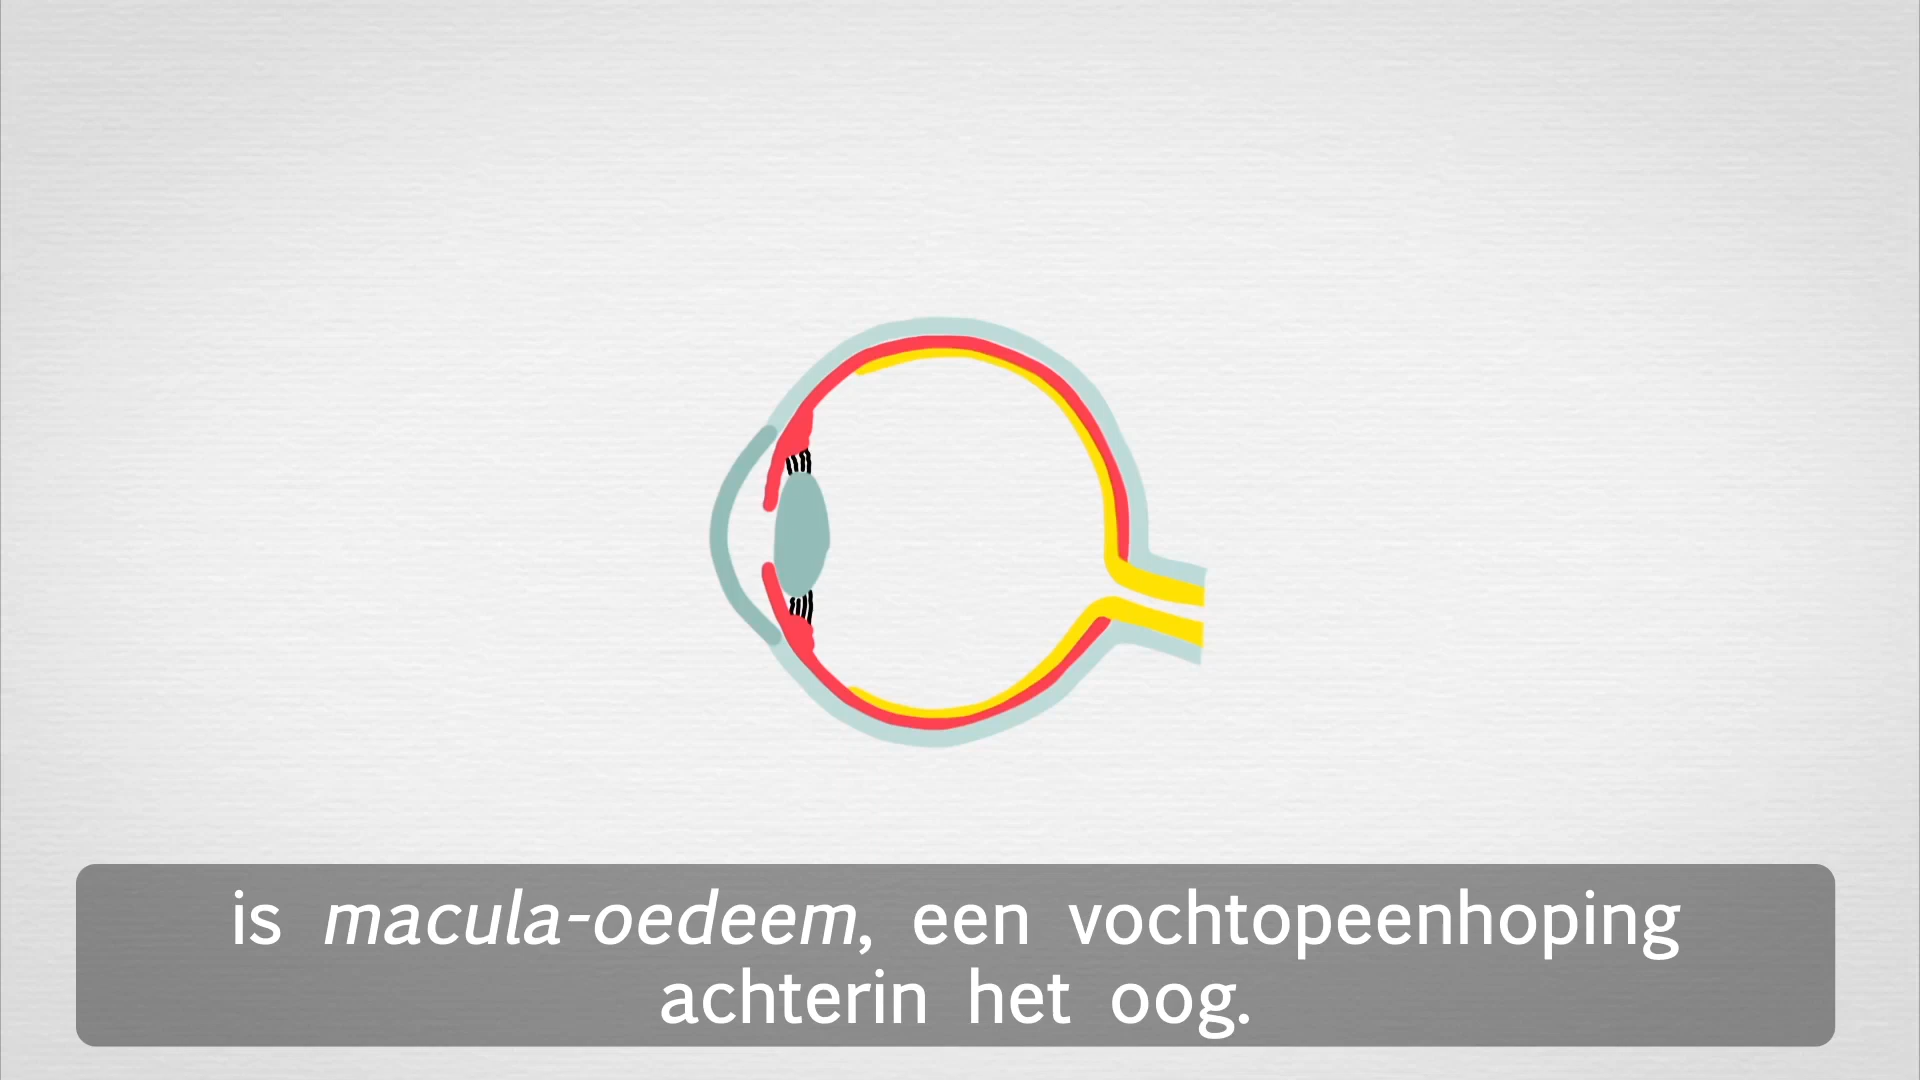 is macula-oedeem, een vochtopeenhoping
achterin het oog.